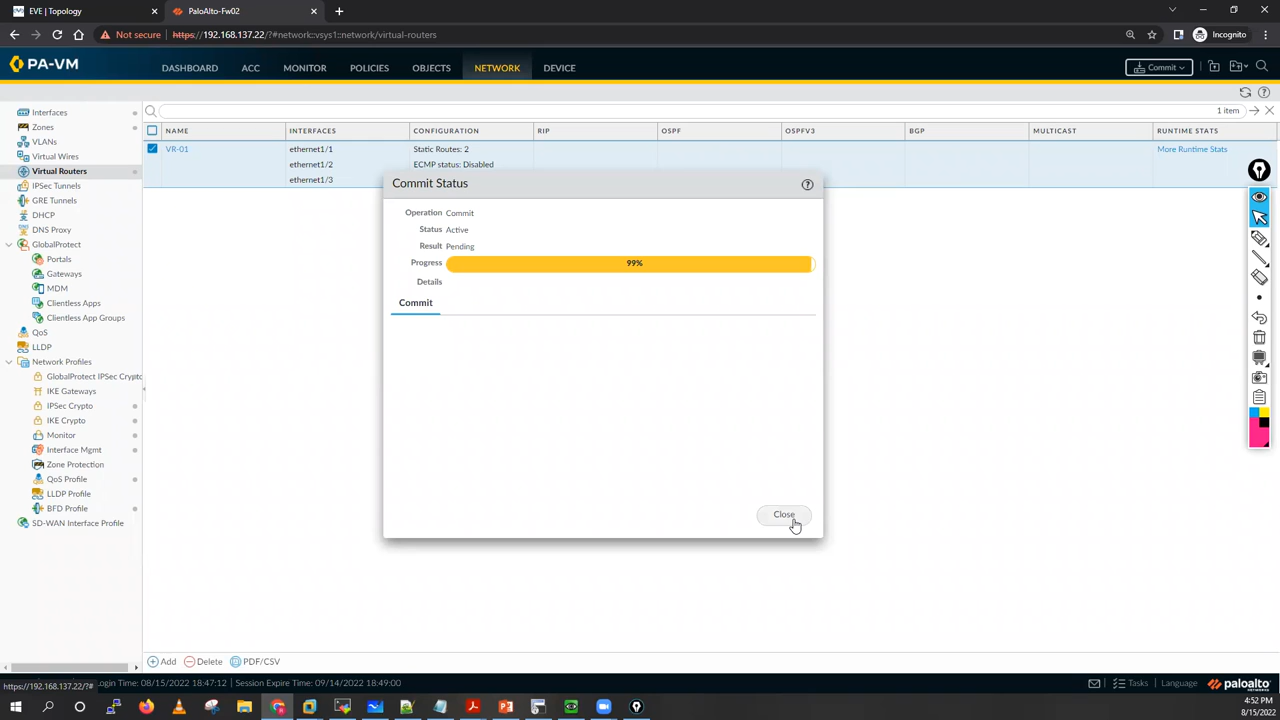 EVE | Topology
PaloAlto-Fw02
Not secure
https://192.168.137.22/?#network::vsys1::network/virtual-routers
Incognito
PA-VM
DASHBOARD
ACC
MONITOR
POLICIES
OBJECTS
NETWORK
DEVICE
Commit
1 item
Interfaces
Zones
VLANs
Virtual Wires
Virtual Routers
IPSec Tunnels
GRE Tunnels
DHCP
DNS Proxy
GlobalProtect
Portals
Gateways
MDM
Clientless Apps
Clientless App Groups
QoS
LLDP
Network Profiles
GlobalProtect IPSec Crypto
IKE Gateways
IPSec Crypto
IKE Crypto
Monitor
Interface Mgmt
Zone Protection
QoS Profile
LLDP Profile
BFD Profile
SD-WAN Interface Profile
NAME
INTERFACES
CONFIGURATION
RIP
OSPF
OSPFV3
BGP
MULTICAST
RUNTIME STATS
VR-01
ethernet1/1
ethernet1/2
ethernet1/3
Static Routes: 2
ECMP status: Disabled
More Runtime Stats
Commit Status
Operation Commit
Status Active
Result Pending
Progress 99%
Details
Commit
Close
Add
Delete
PDF/CSV
https://192.168.137.22/?#
Login Time: 08/15/2022 18:47:12
Session Expire Time: 09/14/2022 18:49:00
Tasks
Language
paloalto
NETWORKS
4:52 PM
8/15/2022